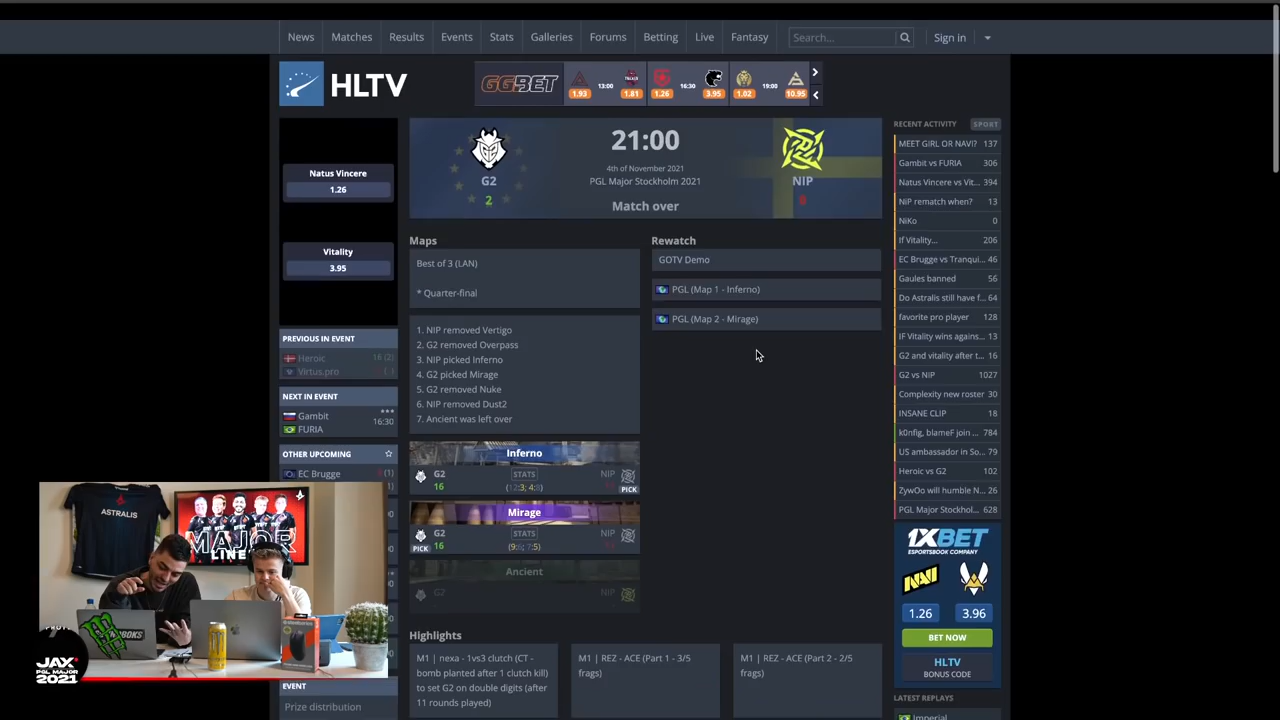 News
Matches
Results
Events
Stats
Galleries
Forums
Betting
Live
Fantasy
Search...
Sign in
HLTV
GGBET
13:00
1.93
1.81
16:30
1.26
3.95
19:00
1.02
10.95
Natus Vincere
1.26
Vitality
3.95
PREVIOUS IN EVENT
Heroic 16 (2)
Virtus.pro
NEXT IN EVENT
Gambit
16:30
FURIA
OTHER UPCOMING
EC Brugge (1)
EVENT
Prize distribution
G2
2
21:00
4th of November 2021
PGL Major Stockholm 2021
Match over
NIP
0
Maps
Best of 3 (LAN)
* Quarter-final
1. NIP removed Vertigo
2. G2 removed Overpass
3. NIP picked Inferno
4. G2 picked Mirage
5. G2 removed Nuke
6. NIP removed Dust2
7. Ancient was left over
Inferno
G2 STATS NIP
16 PICK
Mirage
G2 STATS NIP
PICK 16
Ancient
G2
Rewatch
GOTV Demo
PGL (Map 1 - Inferno)
PGL (Map 2 - Mirage)
Highlights
M1 | nexa - 1vs3 clutch (CT -
bomb planted after 1 clutch kill)
to set G2 on double digits (after
11 rounds played)
M1 | REZ - ACE (Part 1 - 3/5
frags)
M1 | REZ - ACE (Part 2 - 2/5
frags)
RECENT ACTIVITY SPORT
MEET GIRL OR NAVI? 137
Gambit vs FURIA 306
Natus Vincere vs Vit... 394
NiP rematch when? 13
NiKo 0
If Vitality... 206
EC Brugge vs Tranqui... 46
Gaules banned 56
Do Astralis still have f... 64
favorite pro player 128
IF Vitality wins agains... 13
G2 and vitality after t... 16
G2 vs NIP 1027
Complexity new roster 30
INSANE CLIP 18
k0nfig, blameF join ... 784
US ambassador in So... 79
Heroic vs G2 102
ZywOo will humble N... 26
PGL Major Stockhol... 628
1XBET
ESPORTSBOOK COMPANY
NAVI
1.26
3.96
BET NOW
HLTV
BONUS CODE
LATEST REPLAYS
Imperial
ASTRALIS
MAJOR
LINE
JAX
PGL MAJOR
2021